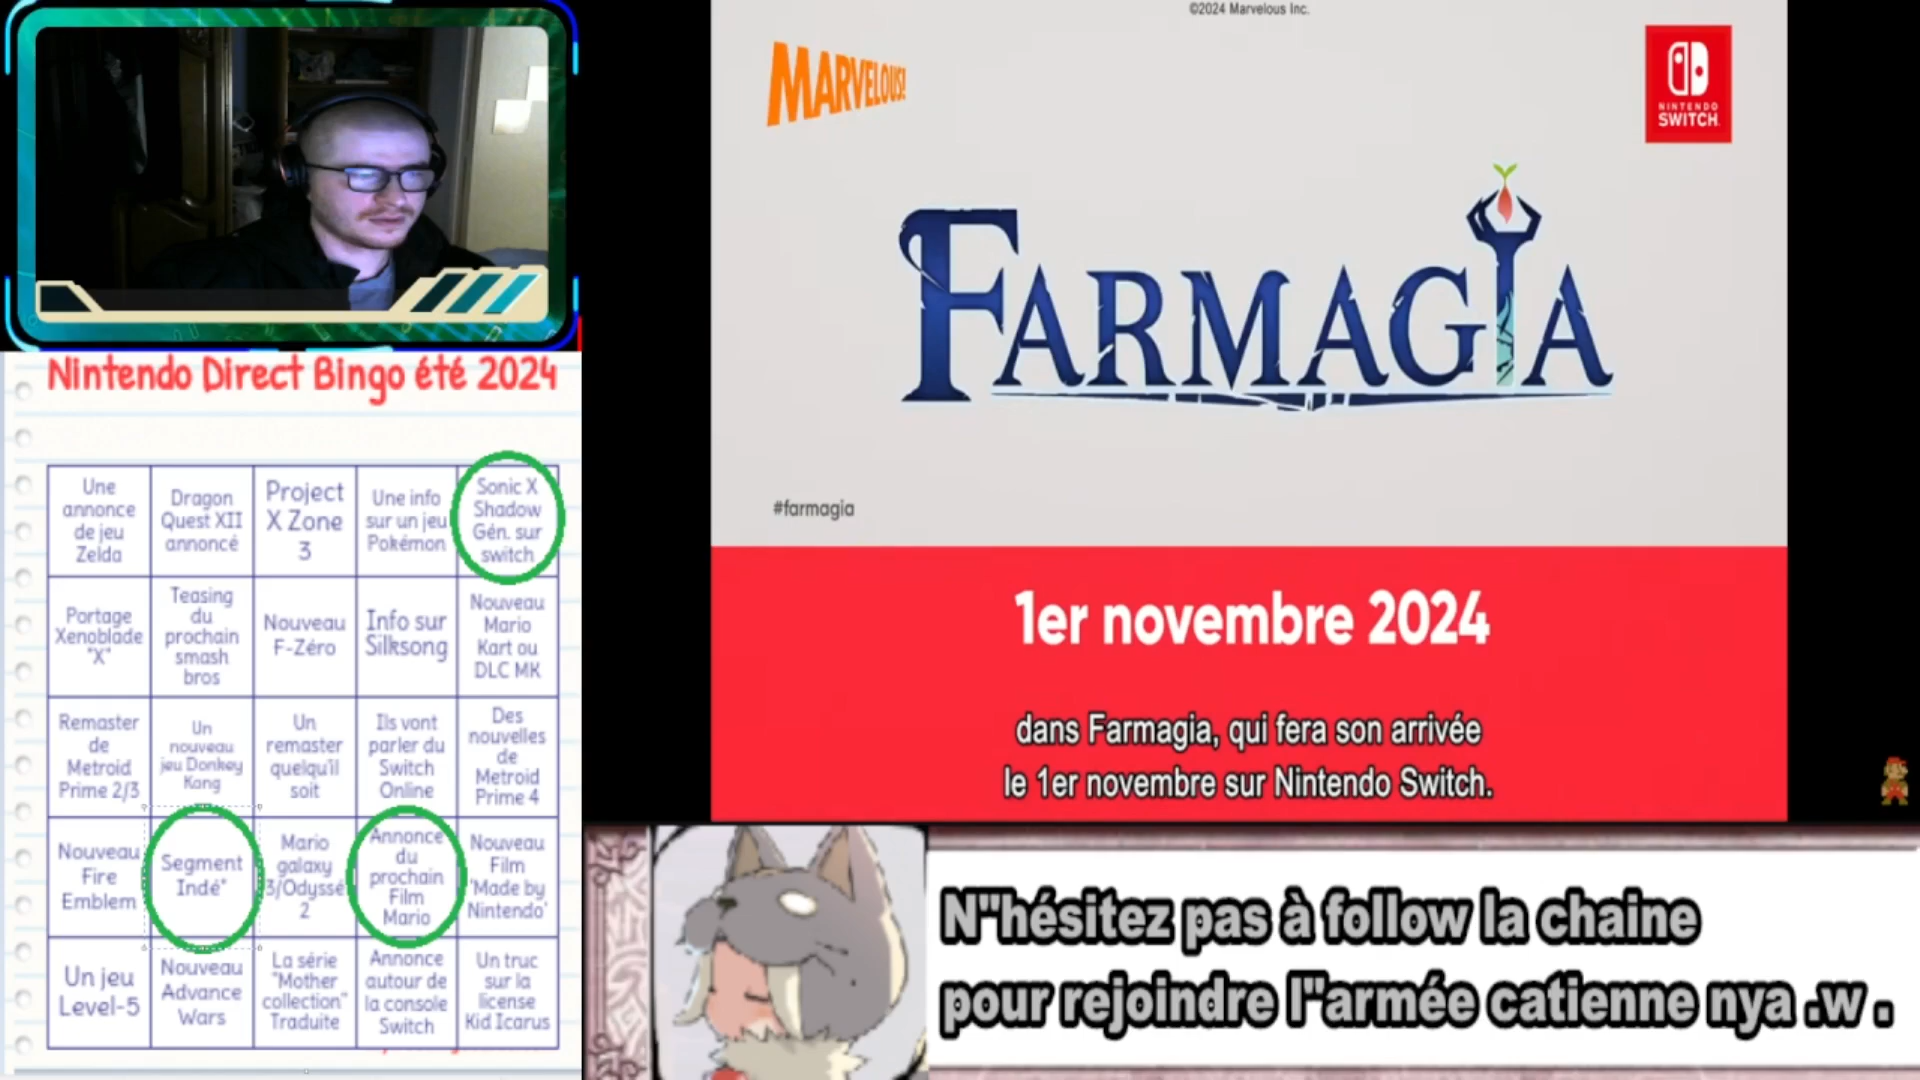 ©2024 Marvelous Inc.
MARVELOUS!
NINTENDO
SWITCH
FARMAGIA
#farmagia
1er novembre 2024
dans Farmagia, qui fera son arrivée
le 1er novembre sur Nintendo Switch.
Nintendo Direct Bingo été 2024
Une
annonce
de jeu
Zelda
Dragon
Quest XII
annoncé
Project
X Zone
3
Une info
sur un jeu
Pokémon
Sonic X
Shadow
Gén. sur
switch
Portage
Xenoblade
"X"
Teasing
du
prochain
smash
bros
Nouveau
F-Zéro
Info sur
Silksong
Nouveau
Mario
Kart ou
DLC MK
Remaster
de
Metroid
Prime 2/3
Un
nouveau
jeu Donkey
Kong
Un
remaster
quelqu'il
soit
Ils vont
parler du
Switch
Online
Des
nouvelles
de
Metroid
Prime 4
Nouveau
Fire
Emblem
Segment
Indé"
Mario
galaxy
3/Odyssé
2
Annonce
du
prochain
Film
Mario
Nouveau
Film
'Made by
Nintendo'
Un jeu
Level-5
Nouveau
Advance
Wars
La série
"Mother
collection"
Traduite
Annonce
autour de
la console
Switch
Un truc
sur la
license
Kid Icarus
N"hésitez pas à follow la chaine
pour rejoindre l"armée catienne nya .w .